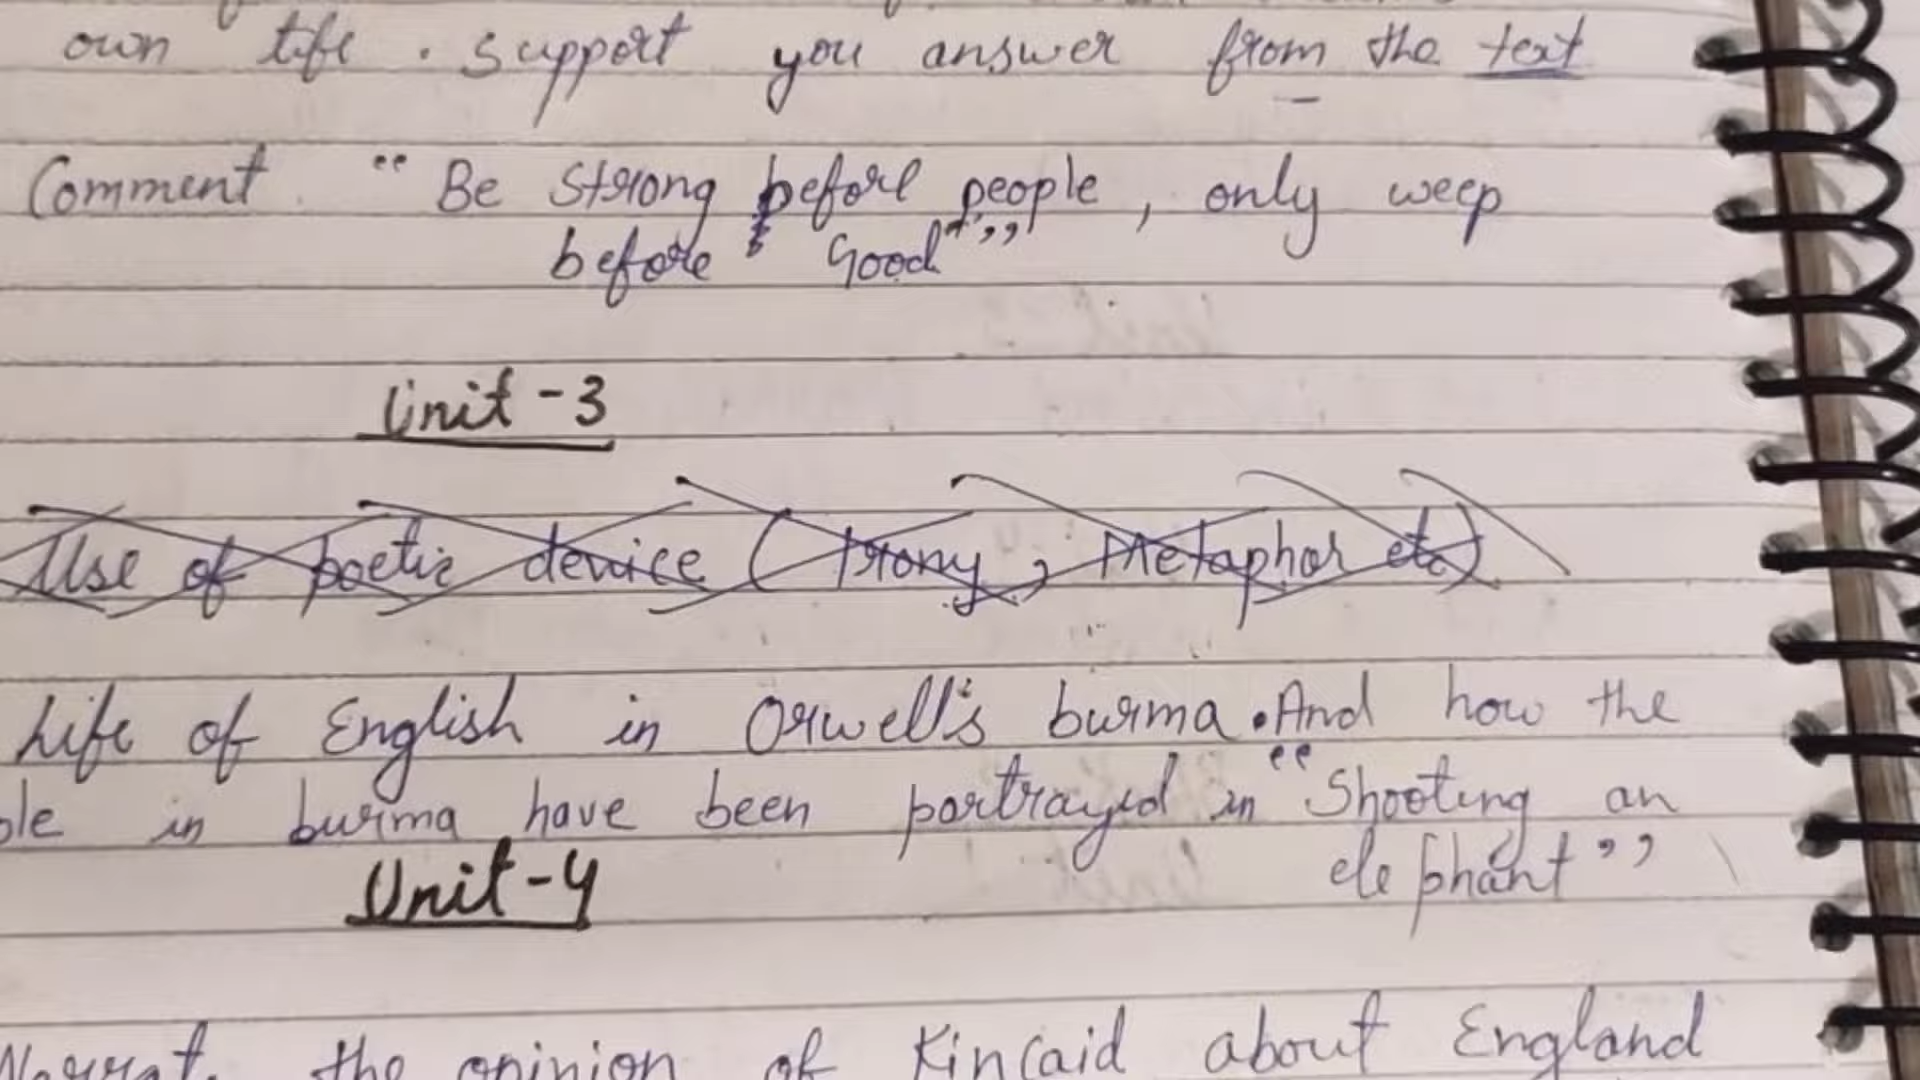 own life. Support you answer from the text
Comment. "Be strong before people, only weep
before Good"
Unit-3
Use of poetic device (Irony, Metaphor etc)
Life of English in Orwell's burma. And how the
ple in burma have been portrayed in "Shooting an
elephant"
Unit-4
the opinion of Kincaid about England